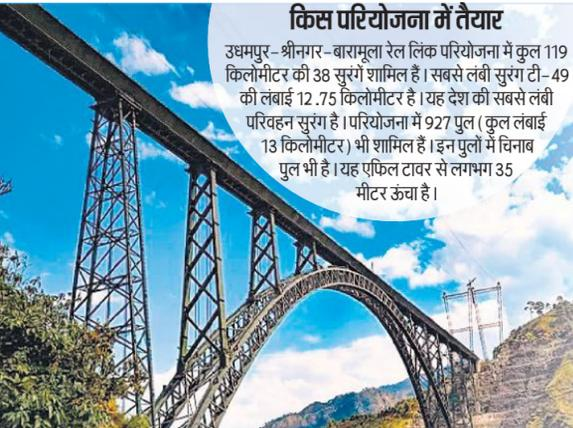 किस परियोजना में तैयार
उधमपुर-श्रीनगर-बारामूला रेल लिंक परियोजना में कुल 119
किलोमीटर की 38 सुरंगें शामिल हैं। सबसे लंबी सुरंग टी-49
की लंबाई 12.75 किलोमीटर है। यह देश की सबसे लंबी
परिवहन सुरंग है। परियोजना में 927 पुल (कुल लंबाई
13 किलोमीटर) भी शामिल हैं। इन पुलों में चिनाब
पुल भी है। यह एफिल टावर से लगभग 35
मीटर ऊंचा है।